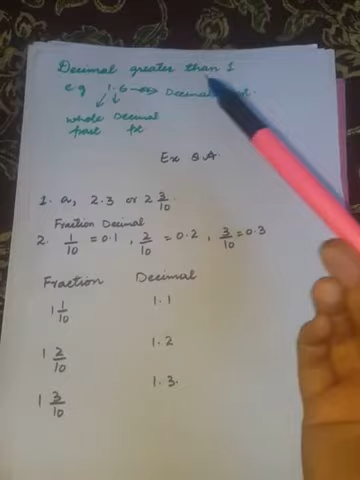 Decimal greater than 1
e.g 1.6 → Decimal
whole Decimal
part pt
Ex 8.A.
1. a, 2.3 or 2 3/10
Fraction Decimal
2. 1/10 = 0.1, 2/10 = 0.2, 3/10 = 0.3
Fraction Decimal
1 1/10 1.1
1 2/10 1.2
1 3/10 1.3.